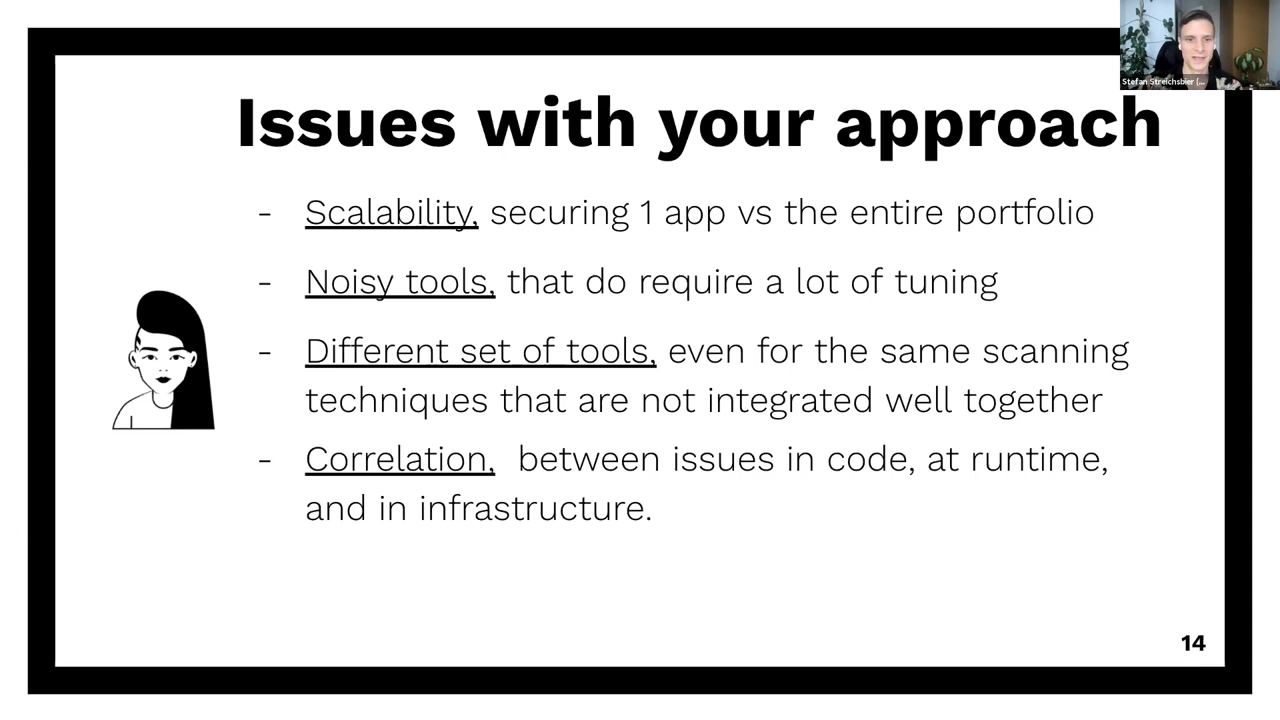 Stefan Streichsbier (...
Issues with your approach
- Scalability, securing 1 app vs the entire portfolio
- Noisy tools, that do require a lot of tuning
- Different set of tools, even for the same scanning
techniques that are not integrated well together
- Correlation, between issues in code, at runtime,
and in infrastructure.
14